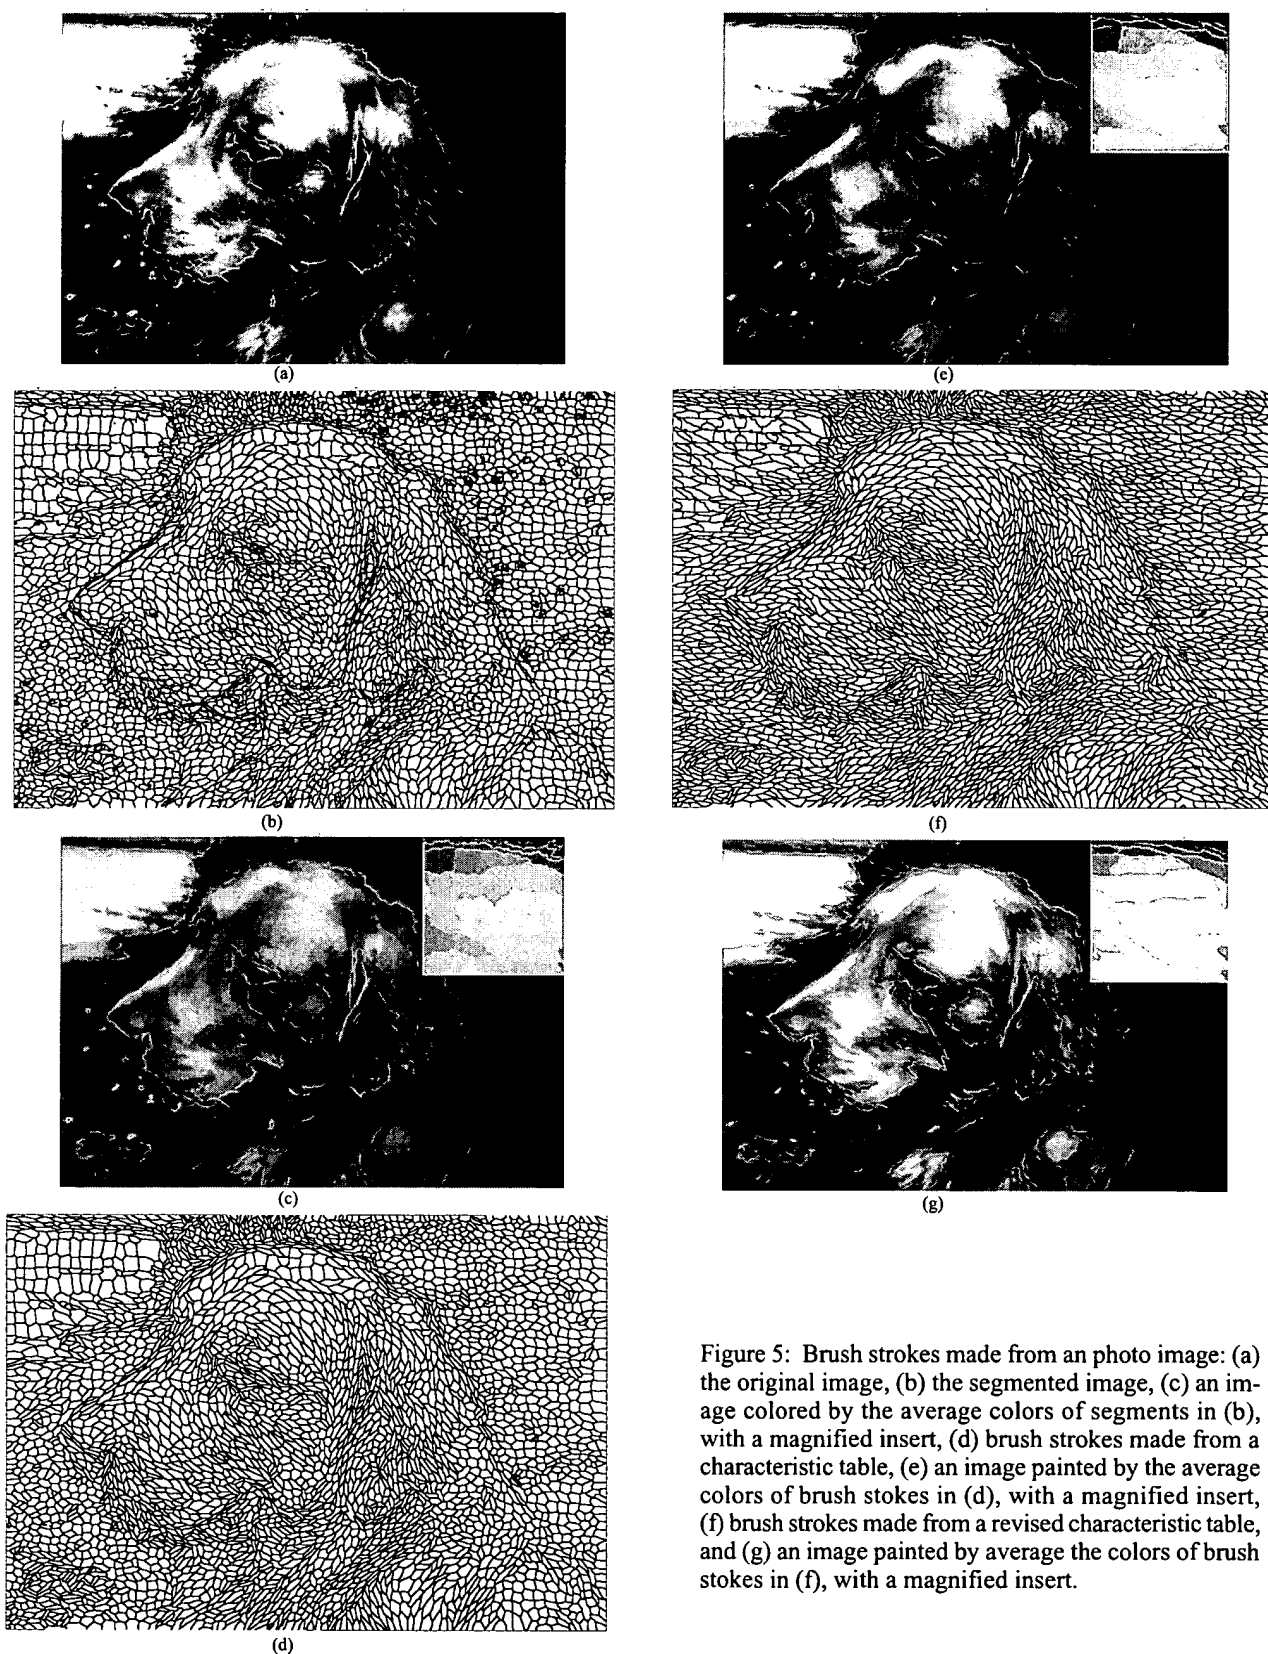 (a)
(e)
(b)
(f)
(c)
(g)
(d)
Figure 5: Brush strokes made from an photo image: (a)
the original image, (b) the segmented image, (c) an im-
age colored by the average colors of segments in (b),
with a magnified insert, (d) brush strokes made from a
characteristic table, (e) an image painted by the average
colors of brush stokes in (d), with a magnified insert,
(f) brush strokes made from a revised characteristic table,
and (g) an image painted by average the colors of brush
stokes in (f), with a magnified insert.